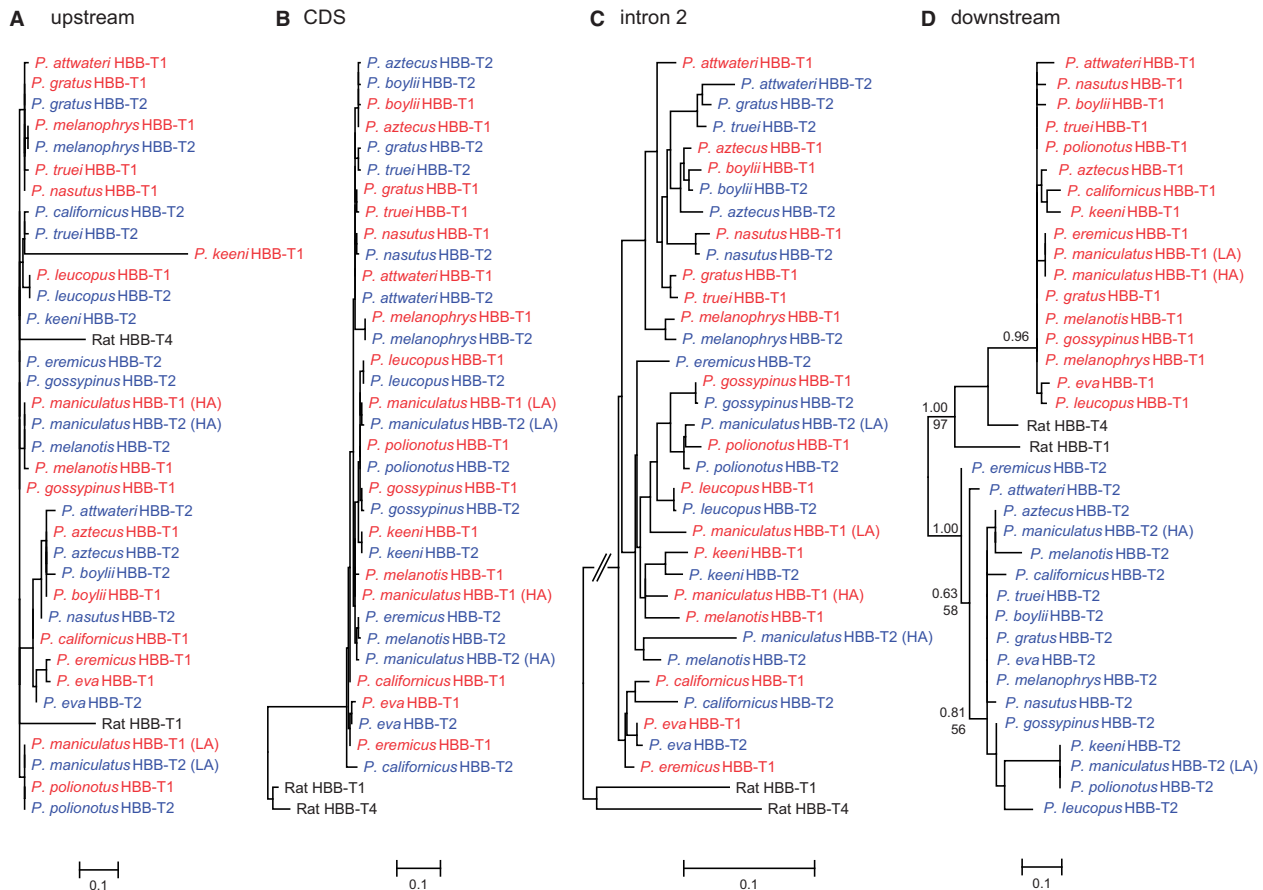 A upstream
P. attwateri HBB-T1
P. gratus HBB-T1
P. gratus HBB-T2
P. melanophrys HBB-T1
P. melanophrys HBB-T2
P. truei HBB-T1
P. nasutus HBB-T1
P. californicus HBB-T2
P. truei HBB-T2
P. keeni HBB-T1
P. leucopus HBB-T1
P. leucopus HBB-T2
P. keeni HBB-T2
Rat HBB-T4
P. eremicus HBB-T2
P. gossypinus HBB-T2
P. maniculatus HBB-T1 (HA)
P. maniculatus HBB-T2 (HA)
P. melanotis HBB-T2
P. melanotis HBB-T1
P. gossypinus HBB-T1
P. attwateri HBB-T2
P. aztecus HBB-T1
P. aztecus HBB-T2
P. boylii HBB-T2
P. boylii HBB-T1
P. nasutus HBB-T2
P. californicus HBB-T1
P. eremicus HBB-T1
P. eva HBB-T1
P. eva HBB-T2
Rat HBB-T1
P. maniculatus HBB-T1 (LA)
P. maniculatus HBB-T2 (LA)
P. polionotus HBB-T1
P. polionotus HBB-T2
0.1
B CDS
P. aztecus HBB-T2
P. boylii HBB-T2
P. boylii HBB-T1
P. aztecus HBB-T1
P. gratus HBB-T2
P. truei HBB-T2
P. gratus HBB-T1
P. truei HBB-T1
P. nasutus HBB-T1
P. nasutus HBB-T2
P. attwateri HBB-T1
P. attwateri HBB-T2
P. melanophrys HBB-T1
P. melanophrys HBB-T2
P. leucopus HBB-T1
P. leucopus HBB-T2
P. maniculatus HBB-T1 (LA)
P. maniculatus HBB-T2 (LA)
P. polionotus HBB-T1
P. polionotus HBB-T2
P. gossypinus HBB-T1
P. gossypinus HBB-T2
P. keeni HBB-T1
P. keeni HBB-T2
P. melanotis HBB-T1
P. maniculatus HBB-T1 (HA)
P. eremicus HBB-T2
P. melanotis HBB-T2
P. maniculatus HBB-T2 (HA)
P. californicus HBB-T1
P. eva HBB-T1
P. eva HBB-T2
P. eremicus HBB-T1
P. californicus HBB-T2
Rat HBB-T1
Rat HBB-T4
0.1
C intron 2
P. attwateri HBB-T1
P. attwateri HBB-T2
P. gratus HBB-T2
P. truei HBB-T2
P. aztecus HBB-T1
P. boylii HBB-T1
P. boylii HBB-T2
P. aztecus HBB-T2
P. nasutus HBB-T1
P. nasutus HBB-T2
P. gratus HBB-T1
P. truei HBB-T1
P. melanophrys HBB-T1
P. melanophrys HBB-T2
P. eremicus HBB-T2
P. gossypinus HBB-T1
P. gossypinus HBB-T2
P. maniculatus HBB-T2 (LA)
P. polionotus HBB-T1
P. polionotus HBB-T2
P. leucopus HBB-T1
P. leucopus HBB-T2
P. maniculatus HBB-T1 (LA)
P. keeni HBB-T1
P. keeni HBB-T2
P. maniculatus HBB-T1 (HA)
P. melanotis HBB-T1
P. maniculatus HBB-T2 (HA)
P. melanotis HBB-T2
P. californicus HBB-T1
P. californicus HBB-T2
P. eva HBB-T1
P. eva HBB-T2
P. eremicus HBB-T1
Rat HBB-T1
Rat HBB-T4
0.1
D downstream
P. attwateri HBB-T1
P. nasutus HBB-T1
P. boylii HBB-T1
P. truei HBB-T1
P. polionotus HBB-T1
P. aztecus HBB-T1
P. californicus HBB-T1
P. keeni HBB-T1
P. eremicus HBB-T1
P. maniculatus HBB-T1 (LA)
P. maniculatus HBB-T1 (HA)
P. gratus HBB-T1
P. melanotis HBB-T1
0.96
P. gossypinus HBB-T1
P. melanophrys HBB-T1
P. eva HBB-T1
P. leucopus HBB-T1
1.00
97
Rat HBB-T4
Rat HBB-T1
P. eremicus HBB-T2
P. attwateri HBB-T2
P. aztecus HBB-T2
1.00
P. maniculatus HBB-T2 (HA)
P. melanotis HBB-T2
P. californicus HBB-T2
0.63
58
P. truei HBB-T2
P. boylii HBB-T2
P. gratus HBB-T2
P. eva HBB-T2
P. melanophrys HBB-T2
P. nasutus HBB-T2
0.81
56
P. gossypinus HBB-T2
P. keeni HBB-T2
P. maniculatus HBB-T2 (LA)
P. polionotus HBB-T2
P. leucopus HBB-T2
0.1